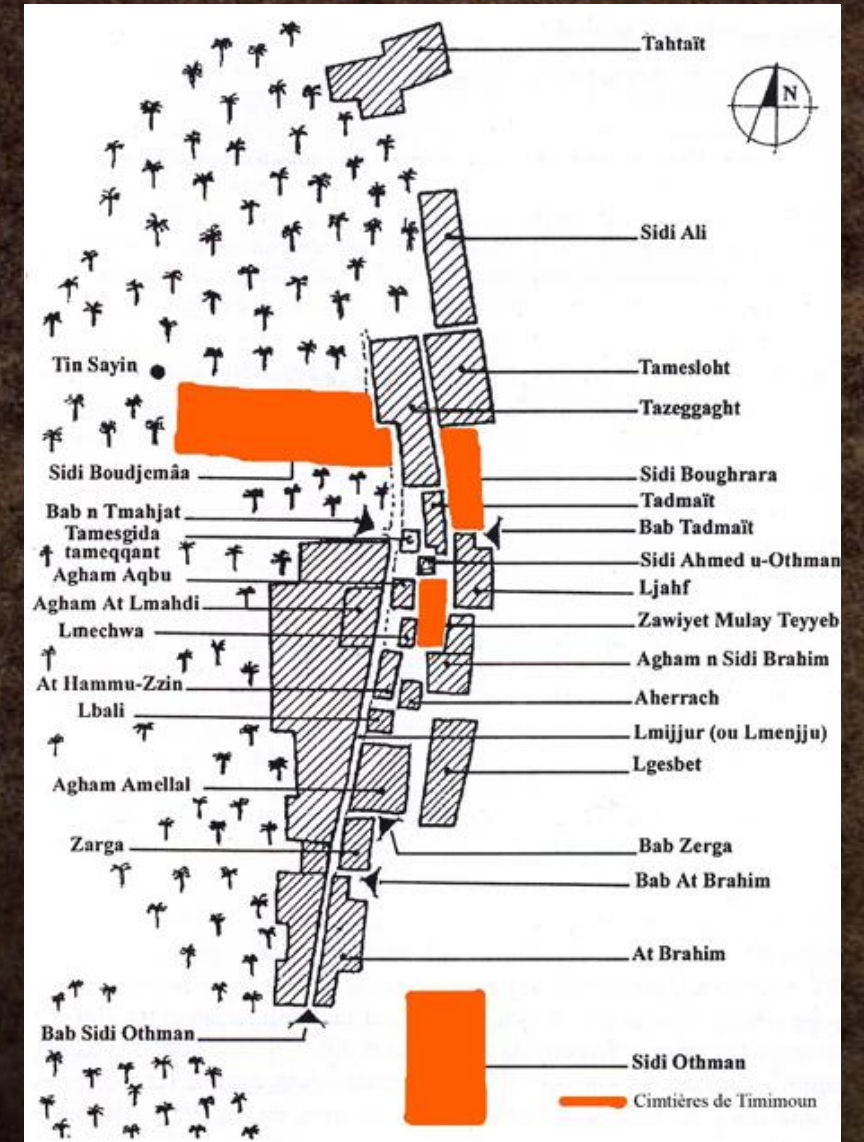 Tahtaït
N
Sidi Ali
Tin Sayin
Tamesloht
Tazeggaght
Sidi Boudjemâa
Sidi Boughrara
Bab n Tmahjat
Tadmaït
Tamesgida
tameqqant
Bab Tadmaït
Agham Aqbu
Sidi Ahmed u-Othman
Agham At Lmahdi
Ljahf
Lmechwa
Zawiyet Mulay Teyyeb
Agham n Sidi Brahim
At Hammu-Zzin
Aherrach
Lbali
Lmijjur (ou Lmenjju)
Lgesbet
Agham Amellal
Zarga
Bab Zerga
Bab At Brahim
At Brahim
Bab Sidi Othman
Sidi Othman
Cimtières de Timimoun